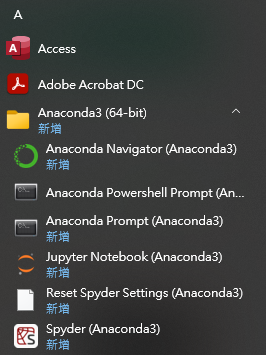 A
Access
Adobe Acrobat DC
Anaconda3 (64-bit)
新增
Anaconda Navigator (Anaconda3)
新增
Anaconda Powershell Prompt (An...
Anaconda Prompt (Anaconda3)
新增
Jupyter Notebook (Anaconda3)
新增
Reset Spyder Settings (Anaconda3)
新增
Spyder (Anaconda3)
新增